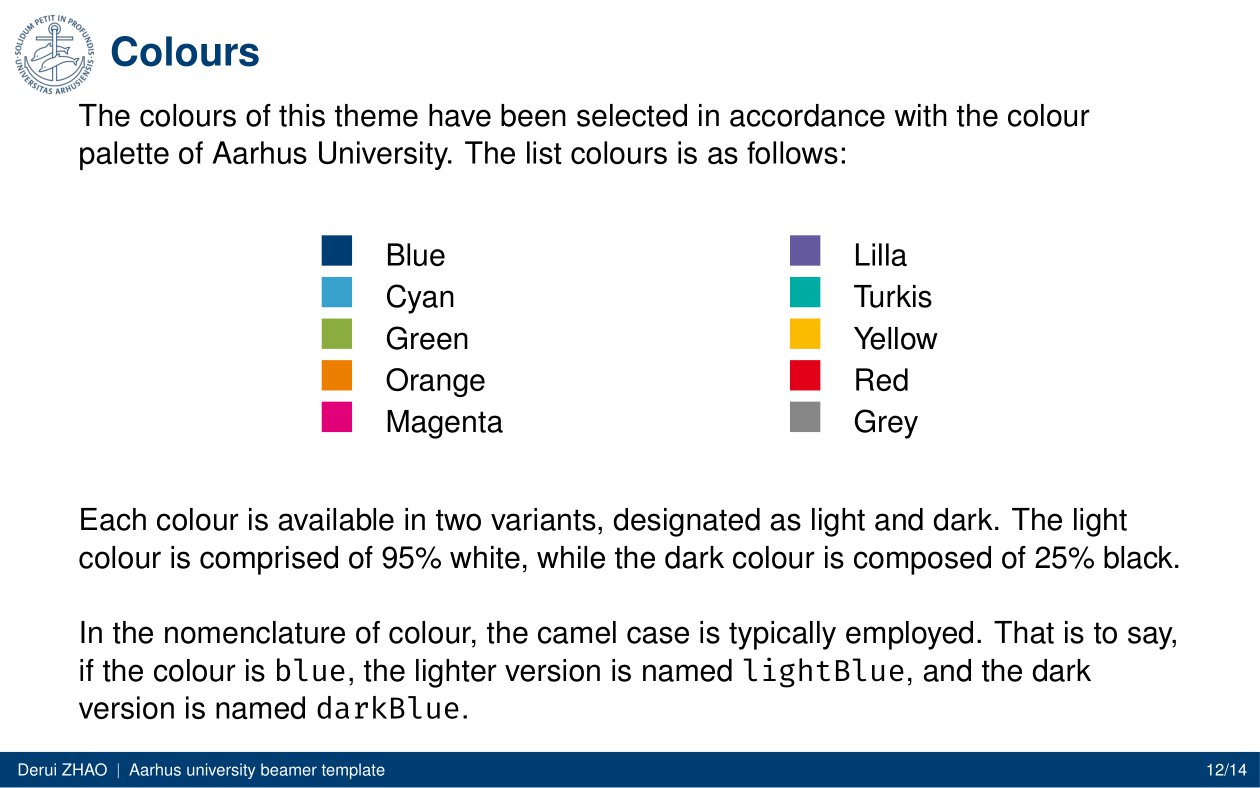 SOLIDUM PETIT IN PROFUNDIS
UNIVERSITAS ARHUSIENSIS
Colours
The colours of this theme have been selected in accordance with the colour
palette of Aarhus University. The list colours is as follows:
Blue
Cyan
Green
Orange
Magenta
Lilla
Turkis
Yellow
Red
Grey
Each colour is available in two variants, designated as light and dark. The light
colour is comprised of 95% white, while the dark colour is composed of 25% black.
In the nomenclature of colour, the camel case is typically employed. That is to say,
if the colour is blue, the lighter version is named lightBlue, and the dark
version is named darkBlue.
Derui ZHAO | Aarhus university beamer template
12/14